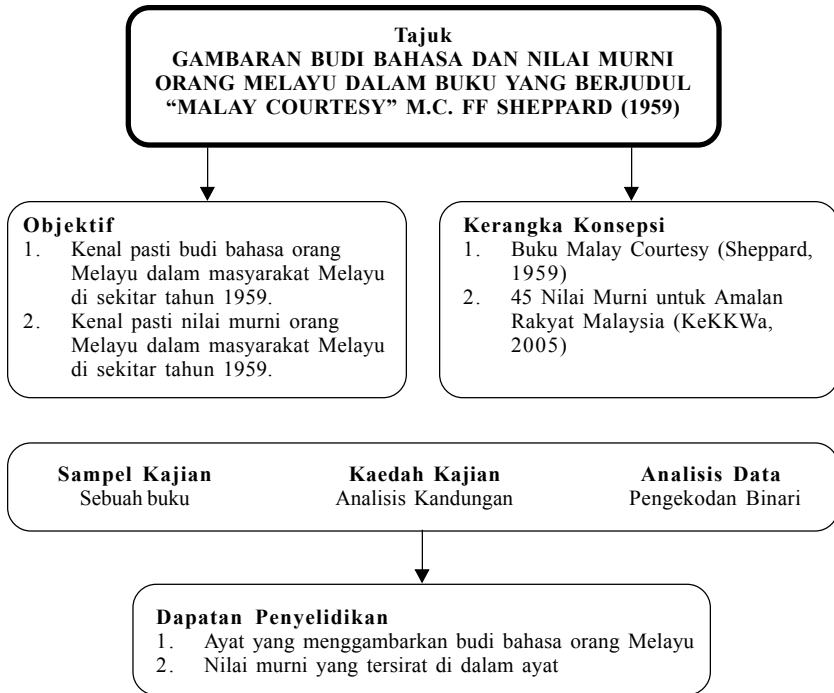 Tajuk
GAMBARAN BUDI BAHASA DAN NILAI MURNI
ORANG MELAYU DALAM BUKU YANG BERJUDUL
“MALAY COURTESY” M.C. FF SHEPPARD (1959)
Objektif
1. Kenal pasti budi bahasa orang
Melayu dalam masyarakat Melayu
di sekitar tahun 1959.
2. Kenal pasti nilai murni orang
Melayu dalam masyarakat Melayu
di sekitar tahun 1959.
Kerangka Konsepsi
1. Buku Malay Courtesy (Sheppard,
1959)
2. 45 Nilai Murni untuk Amalan
Rakyat Malaysia (KeKKWa,
2005)
Sampel Kajian
Sebuah buku
Kaedah Kajian
Analisis Kandungan
Analisis Data
Pengekodan Binari
Dapatan Penyelidikan
1. Ayat yang menggambarkan budi bahasa orang Melayu
2. Nilai murni yang tersirat di dalam ayat